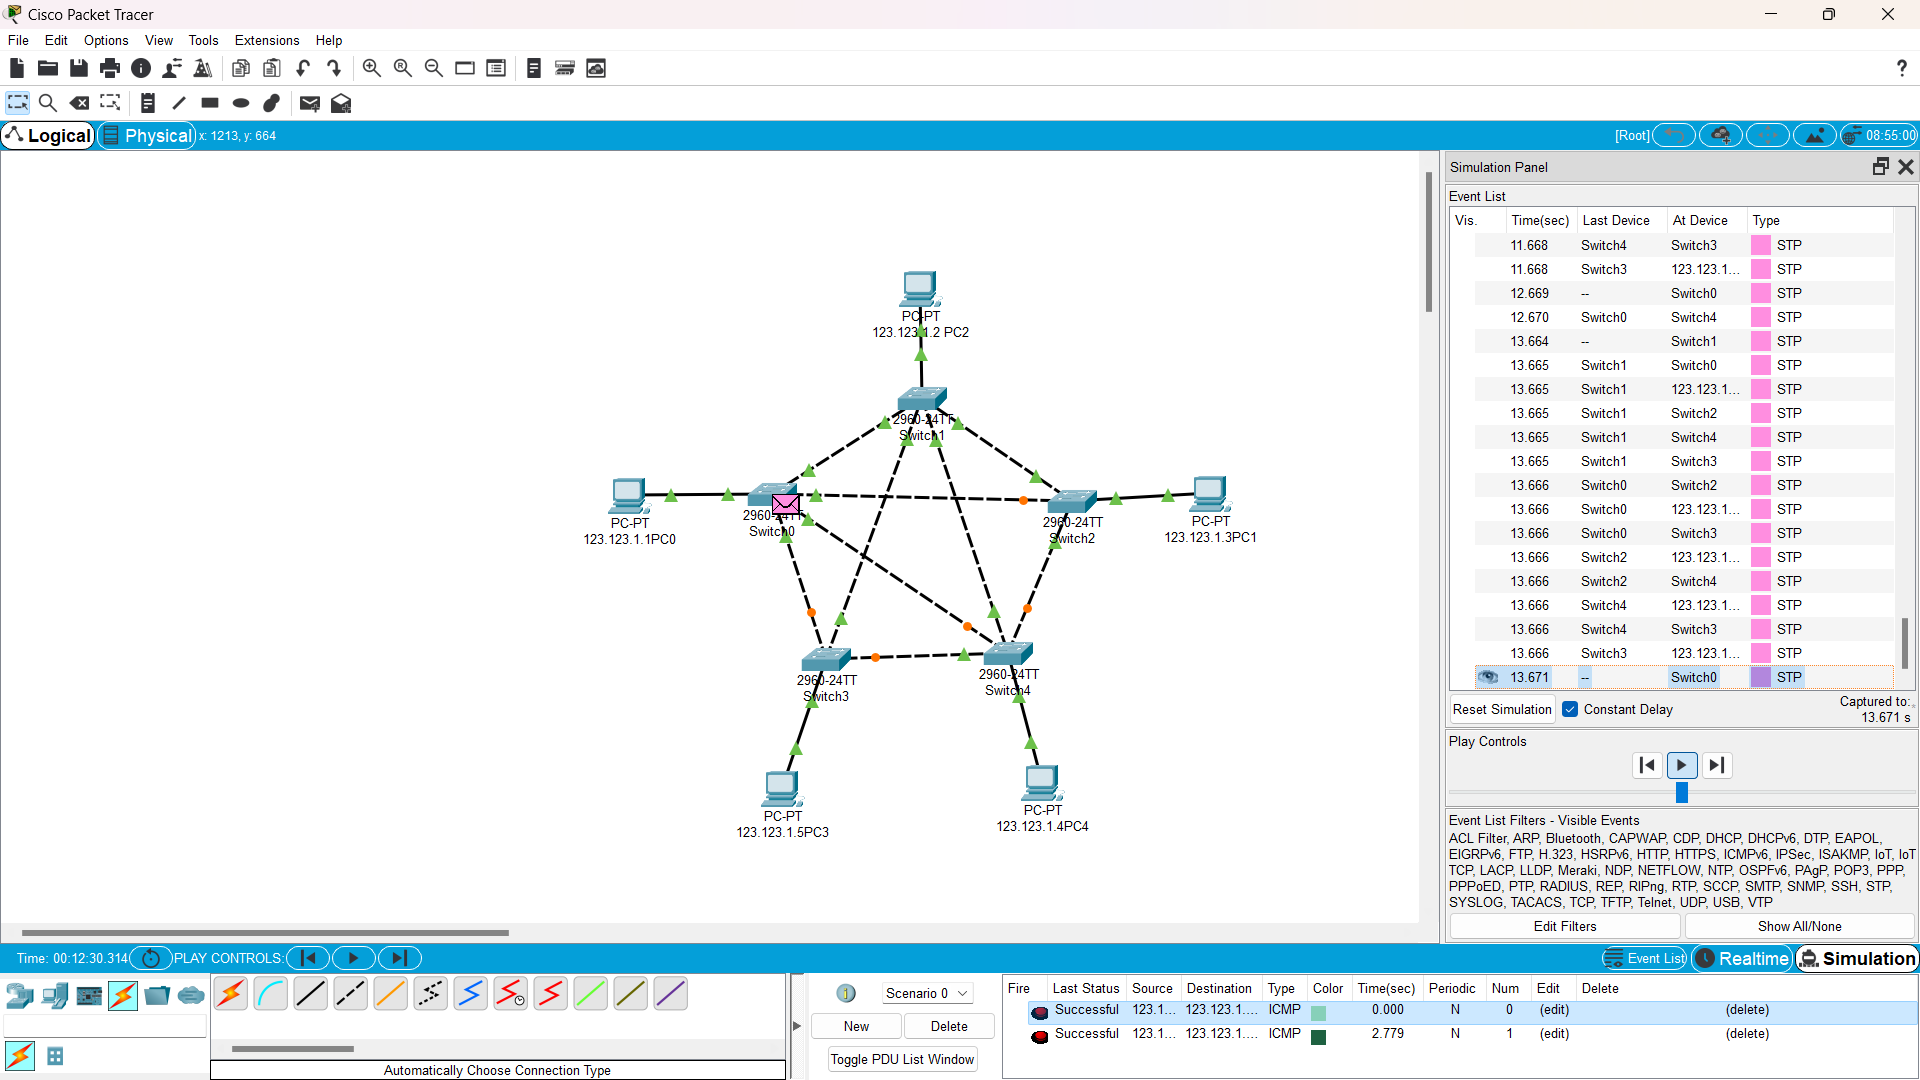 Cisco Packet Tracer
File Edit Options View Tools Extensions Help
Logical Physical x: 1213, y: 664 [Root] 08:55:00
PC-PT
123.123.1.2 PC2
2960-24TT
Switch1
PC-PT
123.123.1.1PC0
2960-24TT
Switch0
2960-24TT
Switch2
PC-PT
123.123.1.3PC1
2960-24TT
Switch3
2960-24TT
Switch4
PC-PT
123.123.1.5PC3
PC-PT
123.123.1.4PC4
Simulation Panel
Event List
Vis. Time(sec) Last Device At Device Type
11.668 Switch4 Switch3 STP
11.668 Switch3 123.123.1... STP
12.669 -- Switch0 STP
12.670 Switch0 Switch4 STP
13.664 -- Switch1 STP
13.665 Switch1 Switch0 STP
13.665 Switch1 123.123.1... STP
13.665 Switch1 Switch2 STP
13.665 Switch1 Switch4 STP
13.665 Switch1 Switch3 STP
13.666 Switch0 Switch2 STP
13.666 Switch0 123.123.1... STP
13.666 Switch0 Switch3 STP
13.666 Switch2 123.123.1... STP
13.666 Switch2 Switch4 STP
13.666 Switch4 123.123.1... STP
13.666 Switch4 Switch3 STP
13.666 Switch3 123.123.1... STP
13.671 -- Switch0 STP
Reset Simulation Constant Delay Captured to:
13.671 s
Play Controls
Event List Filters - Visible Events
ACL Filter, ARP, Bluetooth, CAPWAP, CDP, DHCP, DHCPv6, DTP, EAPOL,
EIGRPv6, FTP, H.323, HSRPv6, HTTP, HTTPS, ICMPv6, IPSec, ISAKMP, IoT, IoT
TCP, LACP, LLDP, Meraki, NDP, NETFLOW, NTP, OSPFv6, PAgP, POP3, PPP,
PPPoED, PTP, RADIUS, REP, RIPng, RTP, SCCP, SMTP, SNMP, SSH, STP,
SYSLOG, TACACS, TCP, TFTP, Telnet, UDP, USB, VTP
Edit Filters Show All/None
Time: 00:12:30.314 PLAY CONTROLS: Event List Realtime Simulation
Automatically Choose Connection Type
Scenario 0
New Delete
Toggle PDU List Window
Fire Last Status Source Destination Type Color Time(sec) Periodic Num Edit Delete
Successful 123.1... 123.123.1.... ICMP 0.000 N 0 (edit) (delete)
Successful 123.1... 123.123.1.... ICMP 2.779 N 1 (edit) (delete)